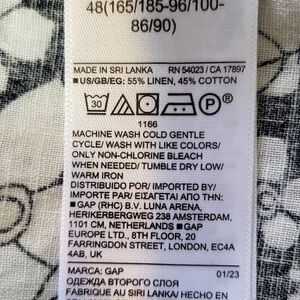 48(165/185-96/100-
86/90)
MADE IN SRI LANKA RN 54023 / CA 17897
■US/GB/EG: 55% LINEN, 45% COTTON
30 P
1166
MACHINE WASH COLD GENTLE
CYCLE/ WASH WITH LIKE COLORS/
ONLY NON-CHLORINE BLEACH
WHEN NEEDED/ TUMBLE DRY LOW/
WARM IRON
DISTRIBUIDO POR/ IMPORTED BY/
IMPORTE PAR/ ΕΙΣΑΓΕΤΑΙ ΑΠΟ ΤΗΝ:
■ GAP (RHC) B.V. LUNA ARENA,
HERIKERBERGWEG 238 AMSTERDAM,
1101 CM, NETHERLANDS ■ GAP
EUROPE LTD., 8TH FLOOR, 20
FARRINGDON STREET, LONDON, EC4A
4AB, UK
МАRCA: GAP 01/23
ОДЕЖДА ВТОРОГО СЛОЯ
FABRIQUE AU SRI LANKA/ HECHO EN